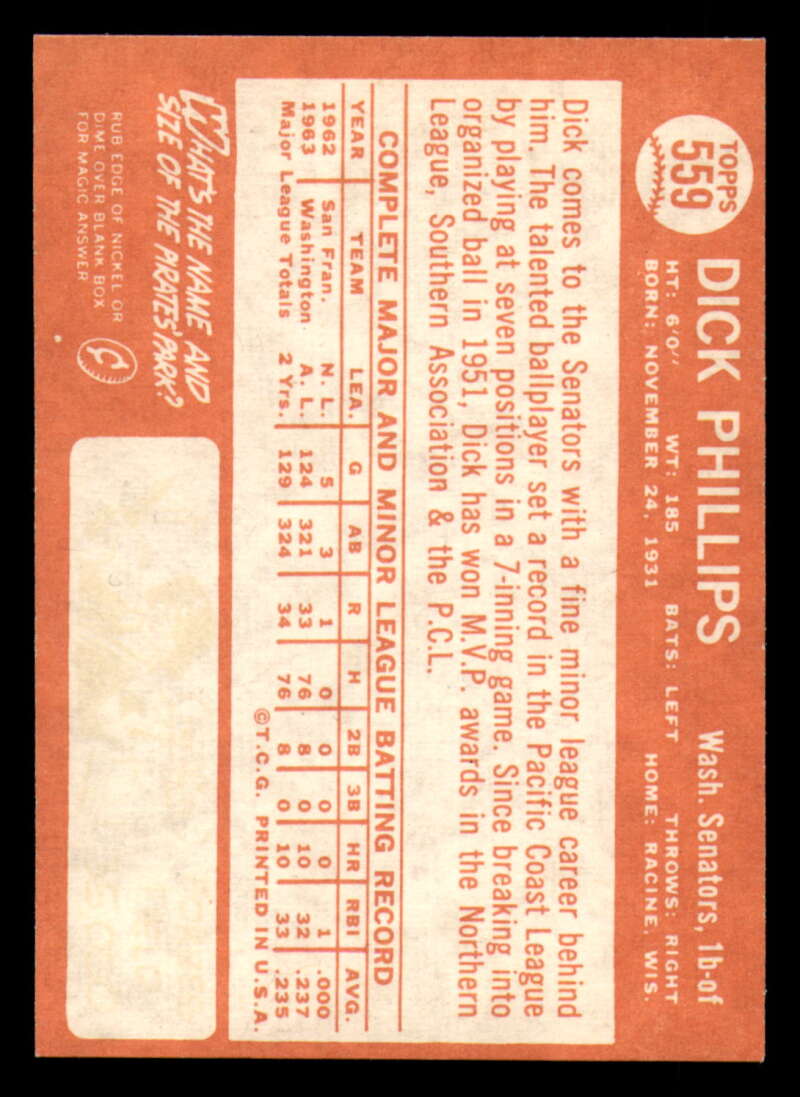 TOPPS
559
DICK PHILLIPS Wash. Senators, 1b-of
HT: 6'0" WT: 185 BATS: LEFT THROWS: RIGHT
BORN: NOVEMBER 24, 1931 HOME: RACINE, WIS.
Dick comes to the Senators with a fine minor league career behind
him. The talented ballplayer set a record in the Pacific Coast League
by playing at seven positions in a 7-inning game. Since breaking into
organized ball in 1951, Dick has won M.V.P. awards in the Northern
League, Southern Association & the P.C.L.
COMPLETE MAJOR AND MINOR LEAGUE BATTING RECORD
YEAR TEAM LEA. G AB R H 2B 3B HR RBI AVG.
1962 San Fran. N. L. 5 3 1 0 0 0 0 1 .000
1963 Washington A. L. 124 321 33 76 8 0 10 32 .237
Major League Totals 2 Yrs. 129 324 34 76 8 0 10 33 .235
©T.C.G. PRINTED IN U.S.A.
WHAT'S THE NAME AND
SIZE OF THE PIRATES' PARK?
RUB EDGE OF NICKEL OR
DIME OVER BLANK BOX
FOR MAGIC ANSWER